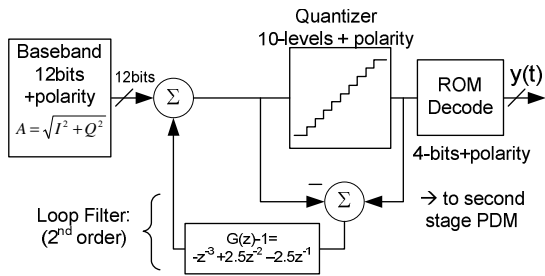 Quantizer
10-levels + polarity
Baseband
12bits
+polarity
A = √I² + Q²
12bits
Σ
ROM
Decode
y(t)
4-bits+polarity
→ to second
stage PDM
−
Σ
Loop Filter:
(2nd order)
G(z)-1=
-z⁻³ +2.5z⁻² –2.5z⁻¹